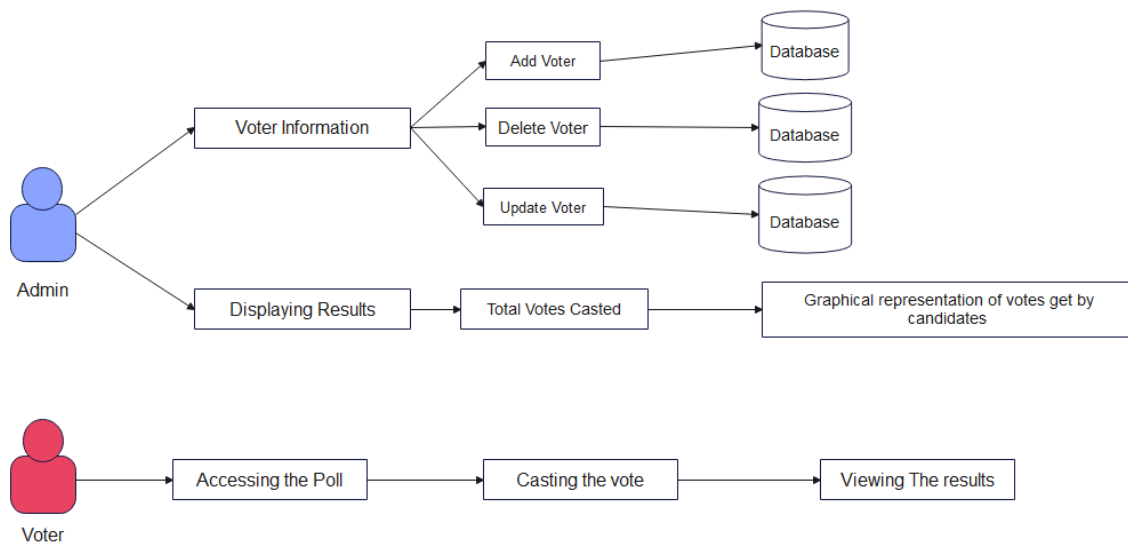 Add Voter
Database
Voter Information
Delete Voter
Database
Update Voter
Database
Admin
Displaying Results
Total Votes Casted
Graphical representation of votes get by
candidates
Accessing the Poll
Casting the vote
Viewing The results
Voter